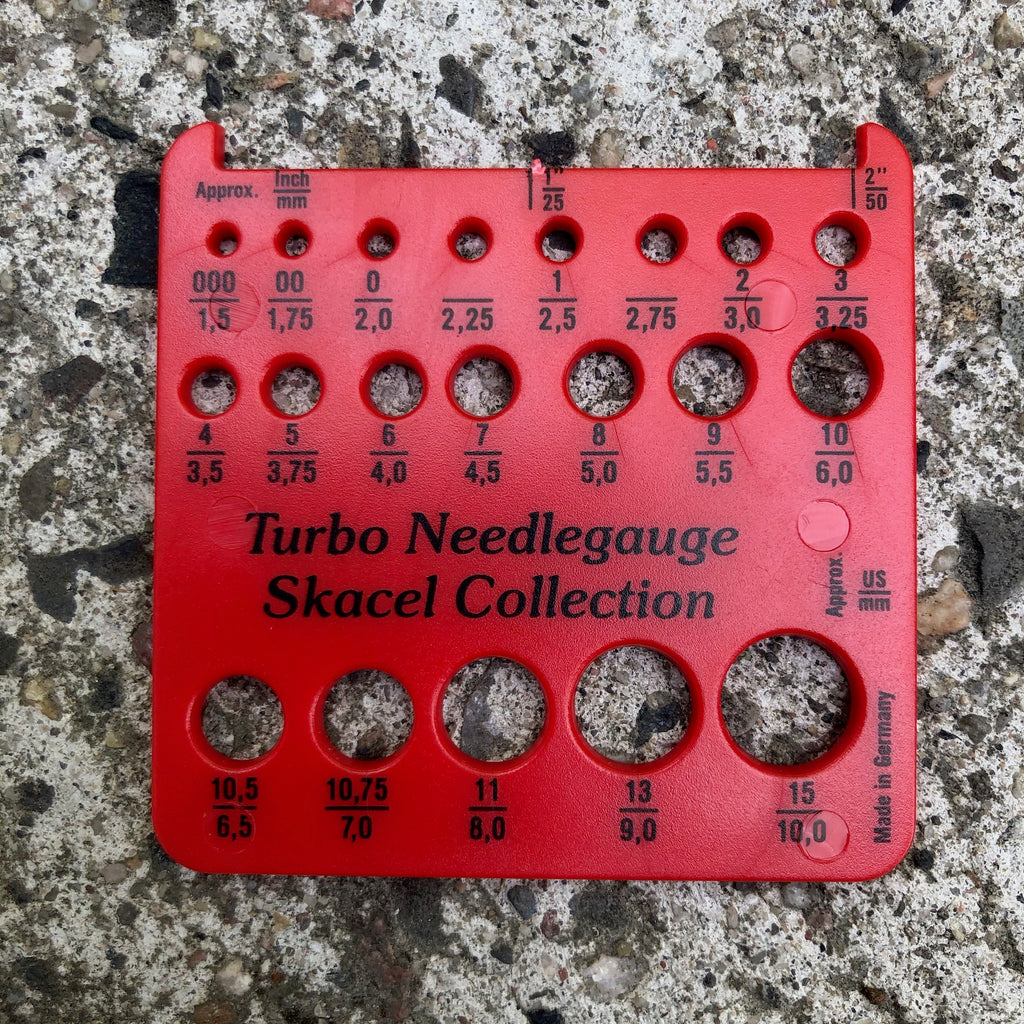 Approx. Inch 1" 2"
mm 25 50
000 00 0 1 2 3
1,5 1,75 2,0 2,25 2,5 2,75 3,0 3,25
4 5 6 7 8 9 10
3,5 3,75 4,0 4,5 5,0 5,5 6,0
Turbo Needlegauge
Skacel Collection
Approx. US
mm
10,5 10,75 11 13 15
6,5 7,0 8,0 9,0 10,0
Made in Germany